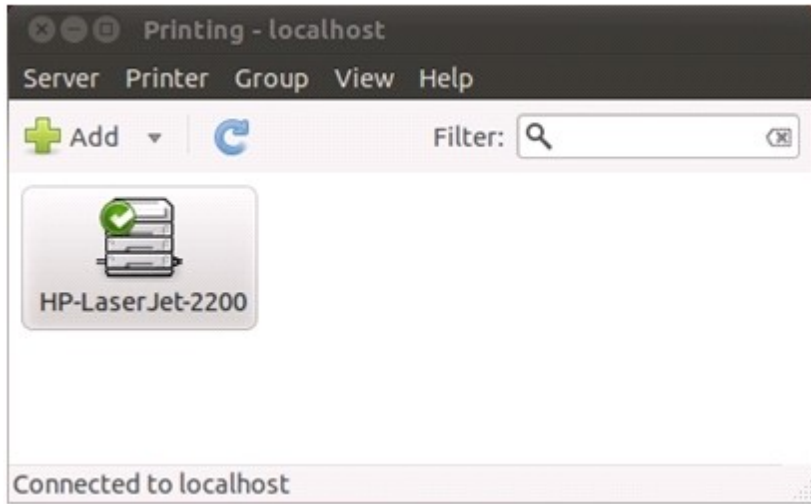 Printing - localhost
Server Printer Group View Help
Add Filter:
HP-LaserJet-2200
Connected to localhost